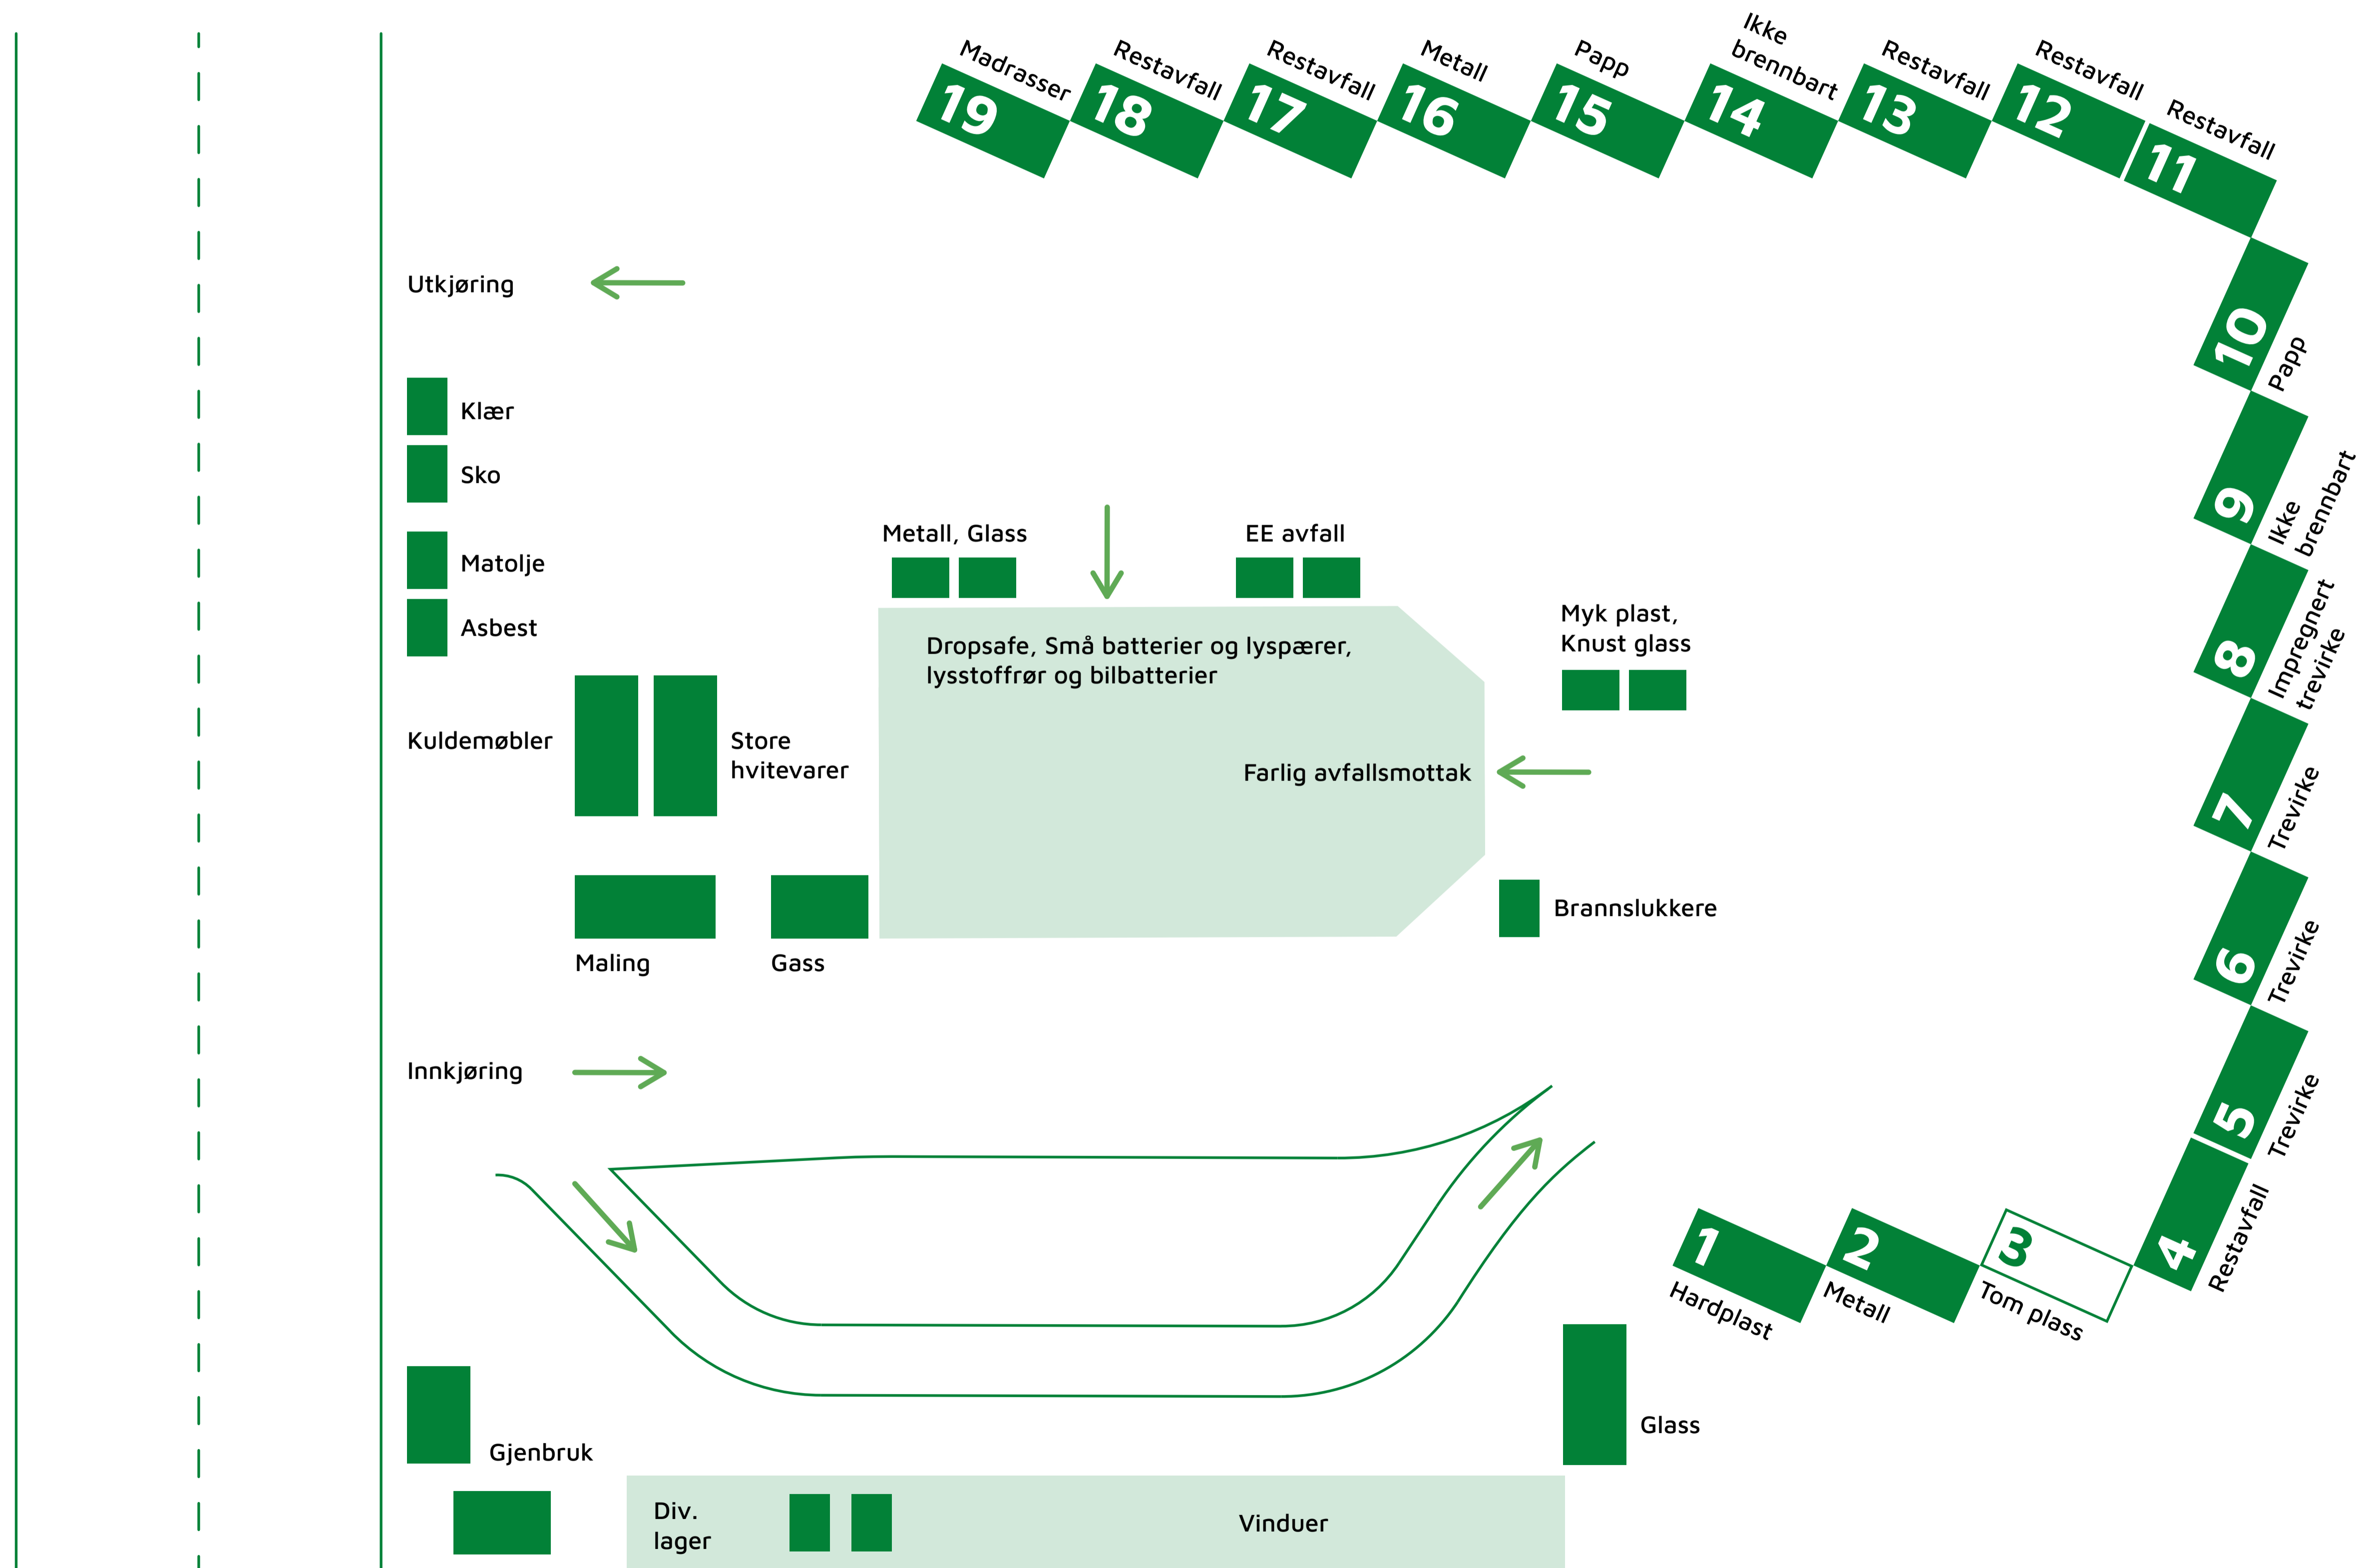 Madrasser
Restavfall
Restavfall
Metall
Papp
Ikke
brennbart
Restavfall
Restavfall
Restavfall
19
18
17
16
15
14
13
12
11
Utkjøring
10
Papp
Klær
Sko
9
Ikke
brennbart
Matolje
Asbest
Metall, Glass
EE avfall
Dropsafe, Små batterier og lyspærer,
lysstoffrør og bilbatterier
Myk plast,
Knust glass
8
Impregnert
trevirke
Kuldemøbler
Store
hvitevarer
Farlig avfallsmottak
7
Trevirke
Maling
Gass
Brannslukkere
6
Trevirke
Innkjøring
5
Trevirke
1
Hardplast
2
Metall
3
Tom plass
4
Restavfall
Gjenbruk
Glass
Div.
lager
Vinduer